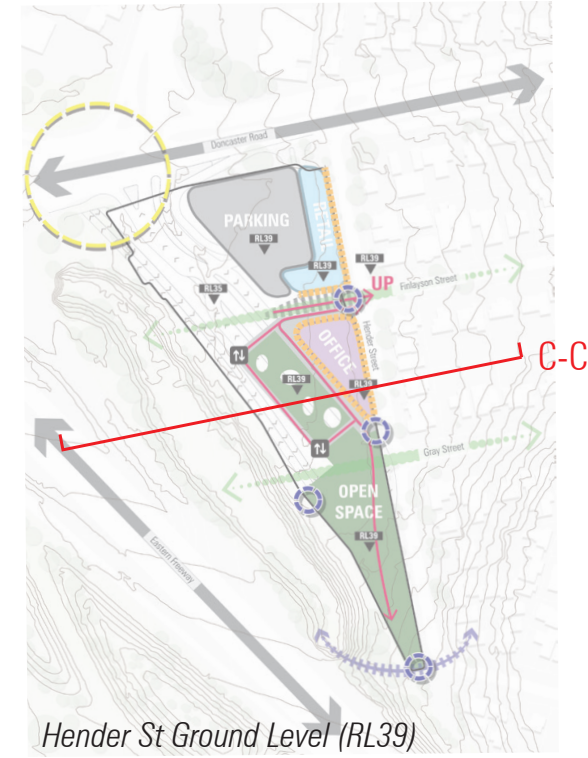 Doncaster Road
PARKING
RL39
RETAIL
RL39
RL39
UP
RL35
Finlayson Street
OFFICE
Hender Street
RL39
RL39
C-C
Gray Street
OPEN
SPACE
RL39
Eastern Freeway
Hender St Ground Level (RL39)